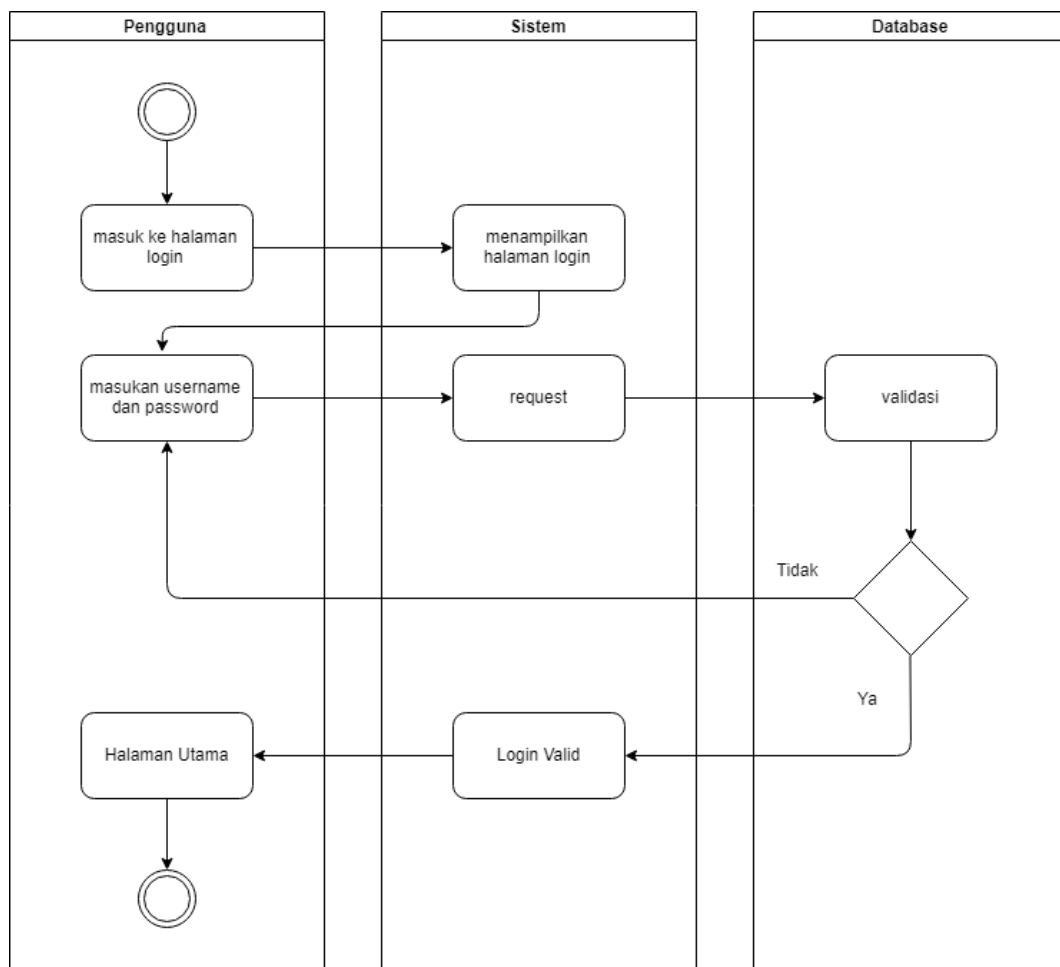 Pengguna
Sistem
Database
masuk ke halaman
login
menampilkan
halaman login
masukan username
dan password
request
validasi
Tidak
Ya
Halaman Utama
Login Valid